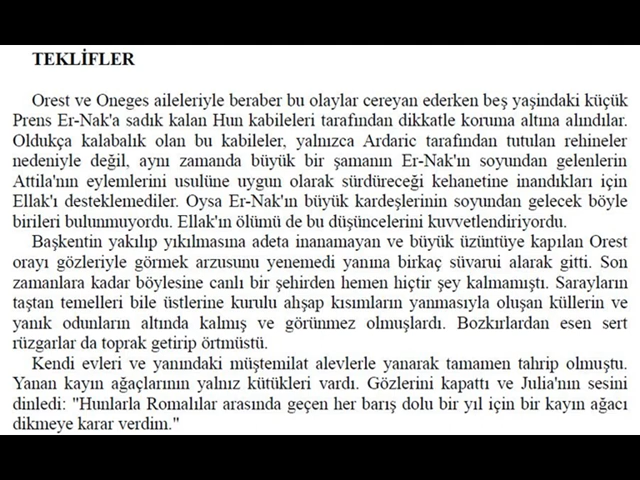 TEKLİFLER
Orest ve Oneges aileleriyle beraber bu olaylar cereyan ederken beş yaşındaki küçük
Prens Er-Nak'a sadık kalan Hun kabileleri tarafından dikkatle koruma altına alındılar.
Oldukça kalabalık olan bu kabileler, yalnızca Ardaric tarafından tutulan rehineler
nedeniyle değil, aynı zamanda büyük bir şamanın Er-Nak'ın soyundan gelenlerin
Attila'nın eylemlerini usulüne uygun olarak sürdüreceği kehanetine inandıkları için
Ellak'ı desteklemediler. Oysa Er-Nak'ın büyük kardeşlerinin soyundan gelecek böyle
birileri bulunmuyordu. Ellak'ın ölümü de bu düşüncelerini kuvvetlendiriyordu.
Başkentin yakılıp yıkılmasına adeta inanamayan ve büyük üzüntüye kapılan Orest
orayı gözleriyle görmek arzusunu yenemedi yanına birkaç süvarui alarak gitti. Son
zamanlara kadar böylesine canlı bir şehirden hemen hiçtir şey kalmamıştı. Sarayların
taştan temelleri bile üstlerine kurulu ahşap kısımların yanmasıyla oluşan küllerin ve
yanık odunların altında kalmış ve görünmez olmuşlardı. Bozkırlardan esen sert
rüzgarlar da toprak getirip örtmüştü.
Kendi evleri ve yanındaki müştemilat alevlerle yanarak tamamen tahrip olmuştu.
Yanan kayın ağaçlarının yalnız kütükleri vardı. Gözlerini kapattı ve Julia'nın sesini
dinledi: "Hunlarla Romalılar arasında geçen her barış dolu bir yıl için bir kayın ağacı
dikmeye karar verdim."